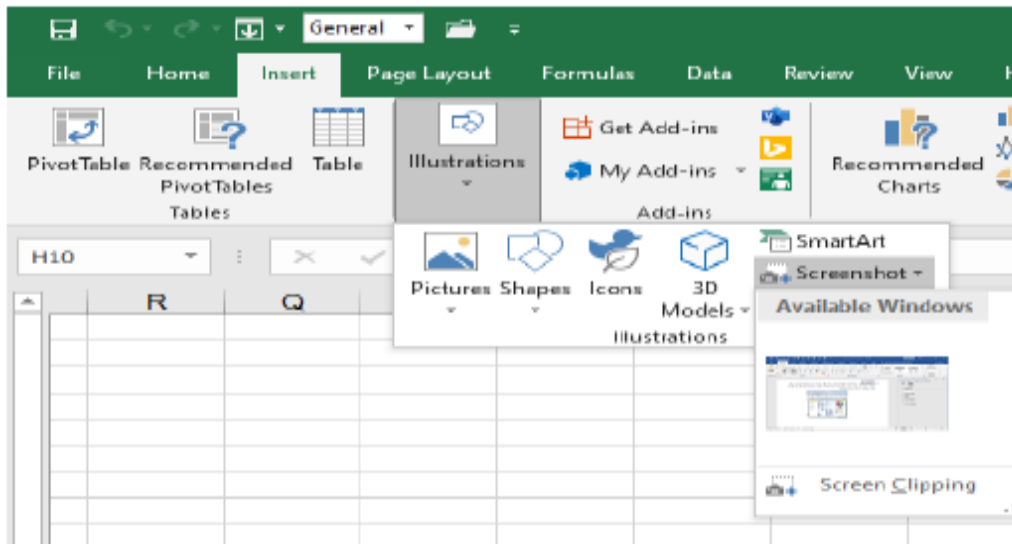 General
File Home Insert Page Layout Formulas Data Review View H
PivotTable Recommended PivotTables Table
Tables
Illustrations
Get Add-ins
My Add-ins
Add-ins
Recommended Charts
H10
R Q
Pictures Shapes Icons 3D Models
SmartArt
Screenshot
Illustrations
Available Windows
Screen Clipping